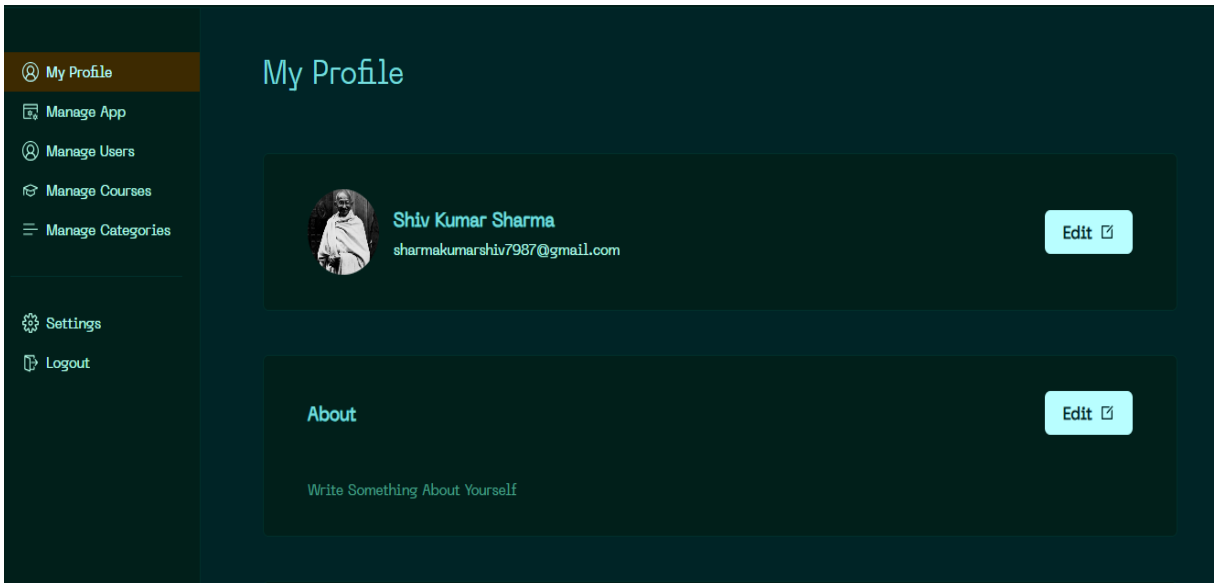 My Profile
Manage App
Manage Users
Manage Courses
Manage Categories
Settings
Logout
My Profile
Shiv Kumar Sharma
sharmakumarshiv7987@gmail.com
Edit
About
Edit
Write Something About Yourself